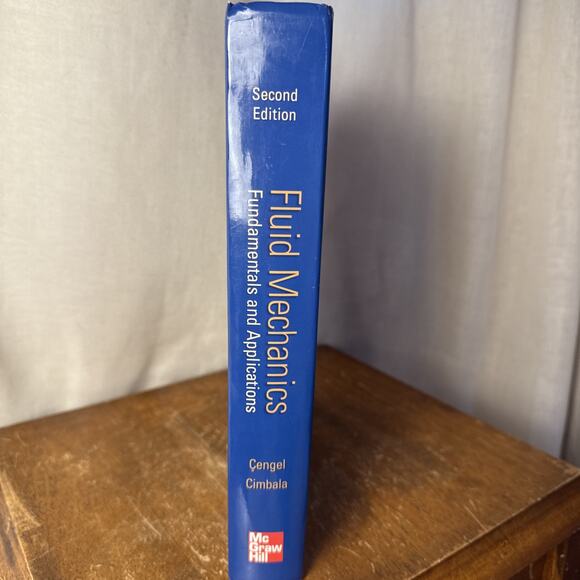 Second
Edition
Fluid Mechanics
Fundamentals and Applications
Çengel
Cimbala
Mc
Graw
Hill